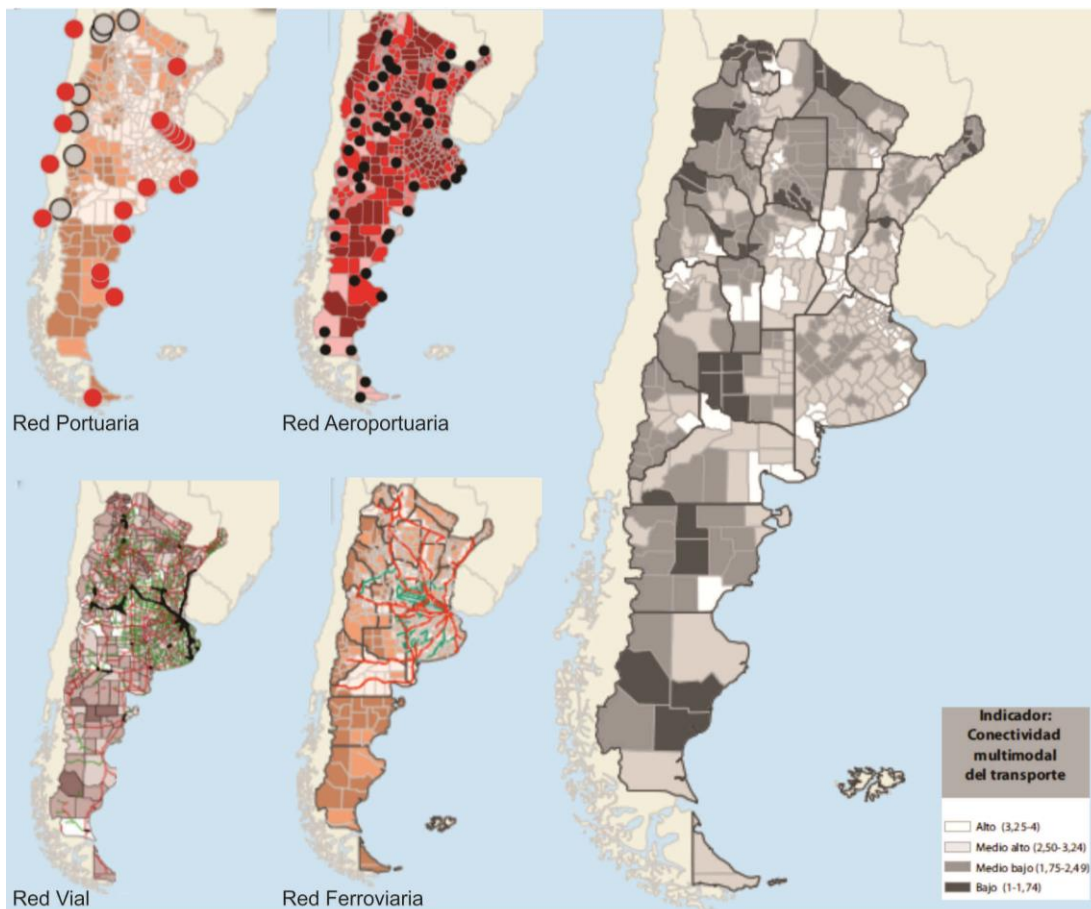 Red Portuaria
Red Aeroportuaria
Red Vial
Red Ferroviaria
Indicador:
Conectividad
multimodal
del transporte
Alto (3,25-4)
Medio alto (2,50-3,24)
Medio bajo (1,75-2,49)
Bajo (1-1,74)